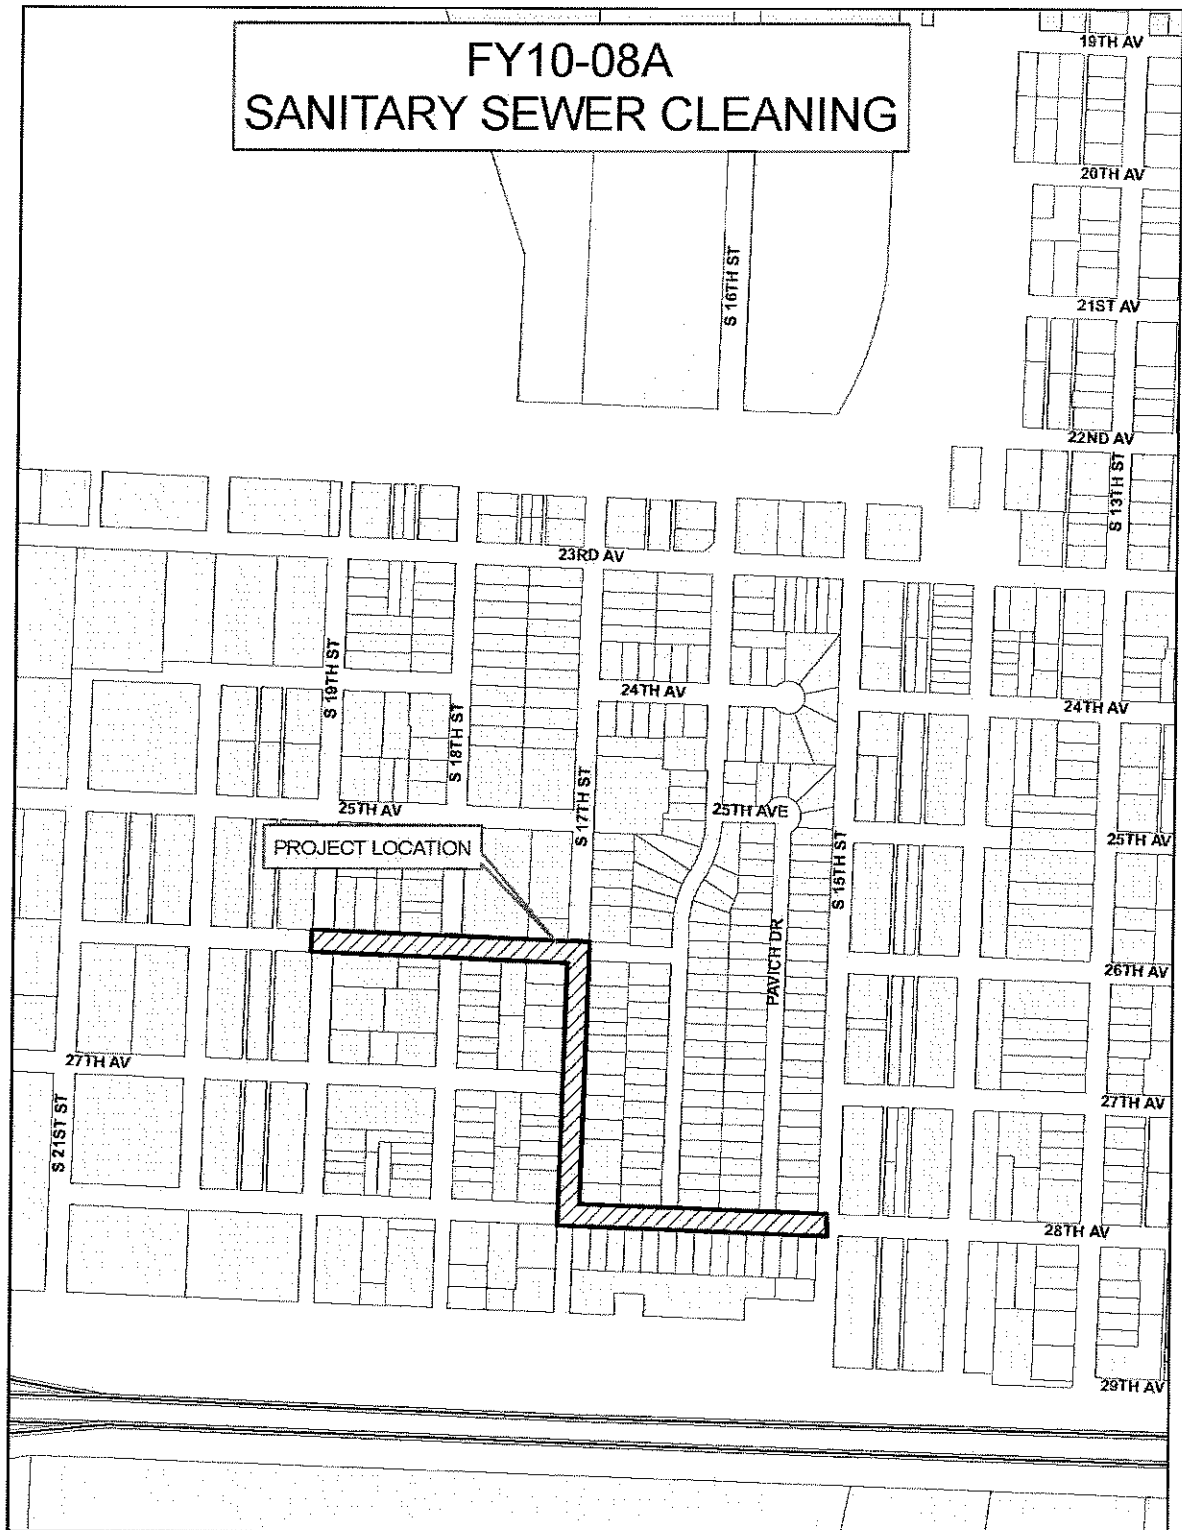 19TH AV
FY10-08A
SANITARY SEWER CLEANING
20TH AV
S 16TH ST
21ST AV
22ND AV
S 13TH ST
23RD AV
S 19TH ST
24TH AV
24TH AV
S 18TH ST
S 17TH ST
25TH AV
25TH AVE
25TH AV
PROJECT LOCATION
S 15TH ST
PAVICH DR
26TH AV
27TH AV
27TH AV
S 21ST ST
28TH AV
29TH AV